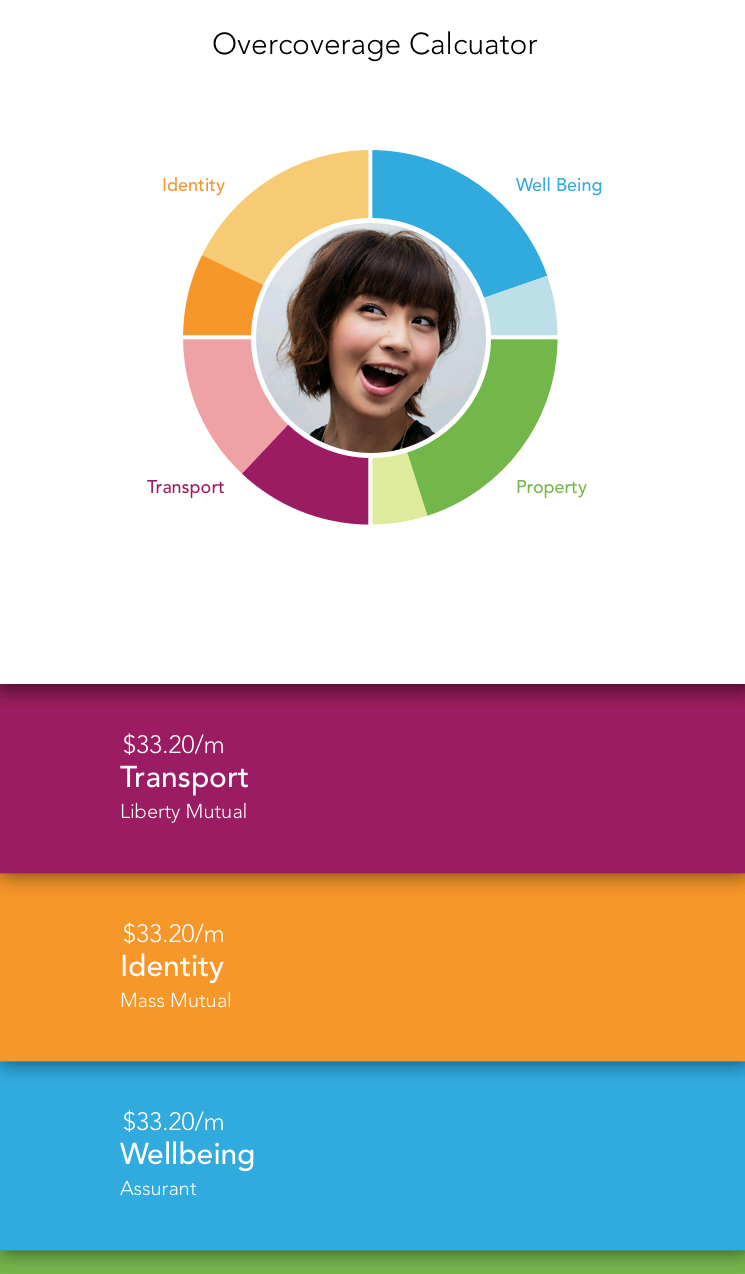 Overcoverage Calcuator
Identity
Well Being
Transport
Property
$33.20/m
Transport
Liberty Mutual
$33.20/m
Identity
Mass Mutual
$33.20/m
Wellbeing
Assurant